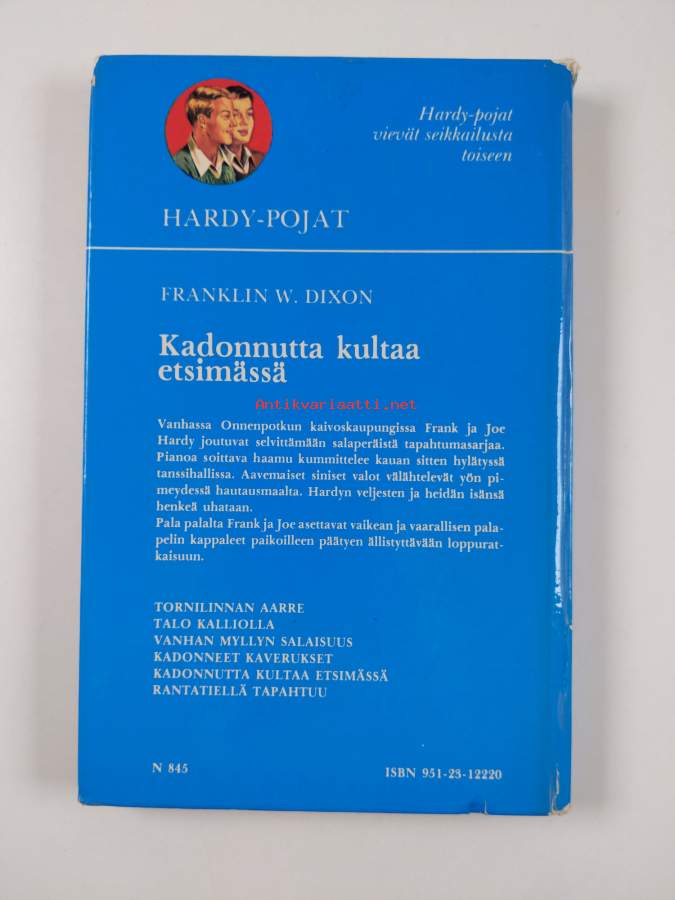 Hardy-pojat
vievät seikkailusta
toiseen
HARDY-POJAT
FRANKLIN W. DIXON
Kadonnutta kultaa
etsimässä
Antikvariaatti.net
Vanhassa Onnenpotkun kaivoskaupungissa Frank ja Joe
Hardy joutuvat selvittämään salaperäistä tapahtumasarjaa.
Pianoa soittava haamu kummittelee kauan sitten hylätyssä
tanssihallissa. Aavemaiset siniset valot välähtelevät yön pi-
meydessä hautausmaalta. Hardyn veljesten ja heidän isänsä
henkeä uhataan.
Pala palalta Frank ja Joe asettavat vaikean ja vaarallisen pala-
pelin kappaleet paikoilleen päätyen ällistyttävään loppurat-
kaisuun.
TORNILINNAN AARRE
TALO KALLIOLLA
VANHAN MYLLYN SALAISUUS
KADONNEET KAVERUKSET
KADONNUTTA KULTAA ETSIMÄSSÄ
RANTATIELLÄ TAPAHTUU
N 845
ISBN 951-23-12220